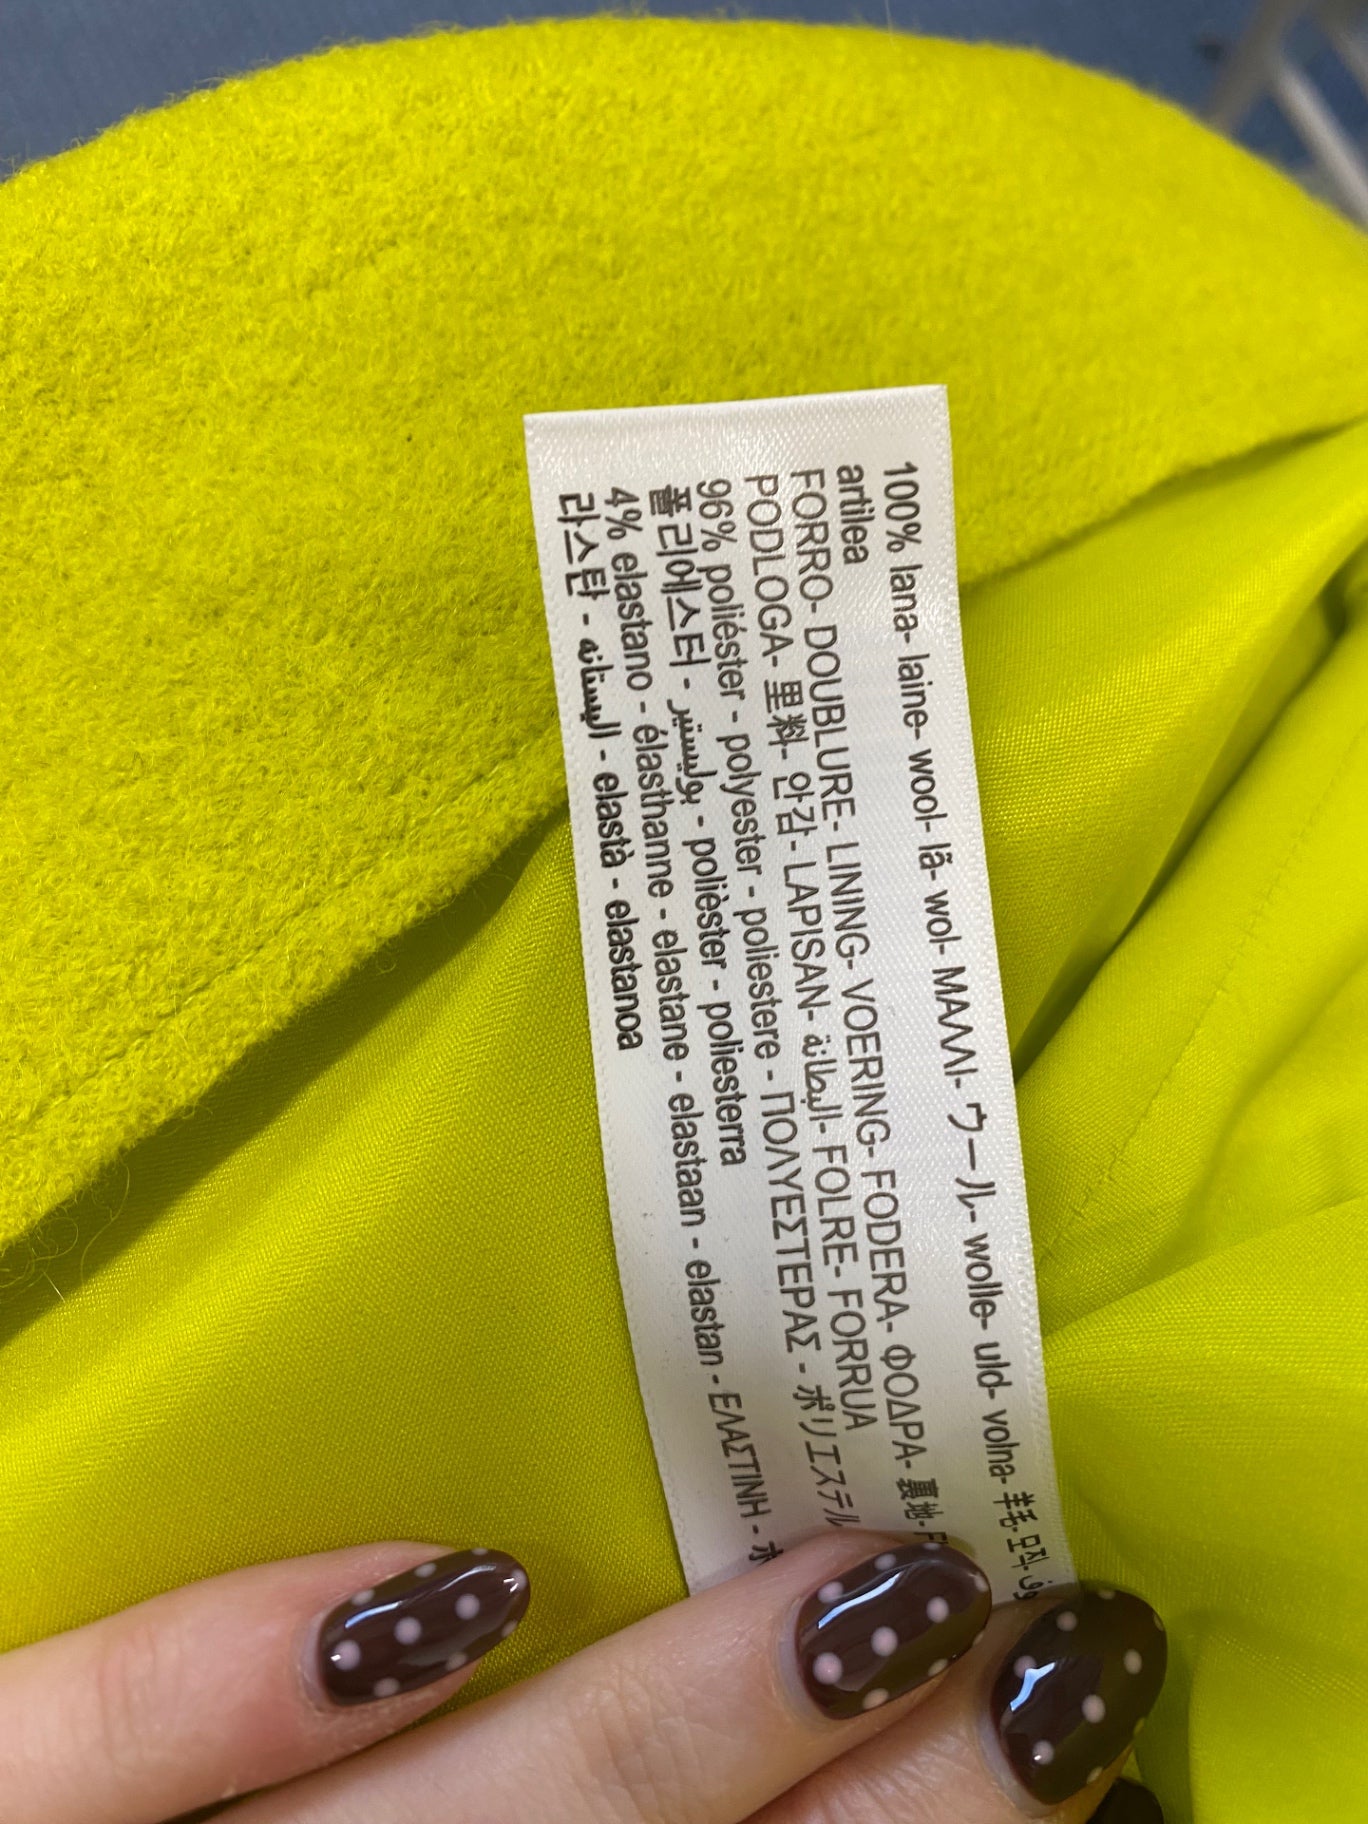 100% lana- laine- wool- lã- wol- ΜΑΛΛΙ- ウール- wolle- uld- volna- 羊毛- 모직-
artilea
FORRO- DOUBLURE- LINING- VOERING- FODERA- ΦΟΔΡΑ- 裏地-
PODLOGA- 里料- 안감- LAPISAN- البطانة- FOLRE- FORRUA
96% poliéster - polyester - poliestere - ΠΟΛΥΕΣΤΕΡΑΣ - ポリエステル
폴리에스터 - بوليستير - polièster - poliesterra
4% elastano - élasthanne - elastane - elastaan - elastan - ΕΛΑΣΤΙΝΗ -
라스탄 - اليستانه - elastà - elastanoa